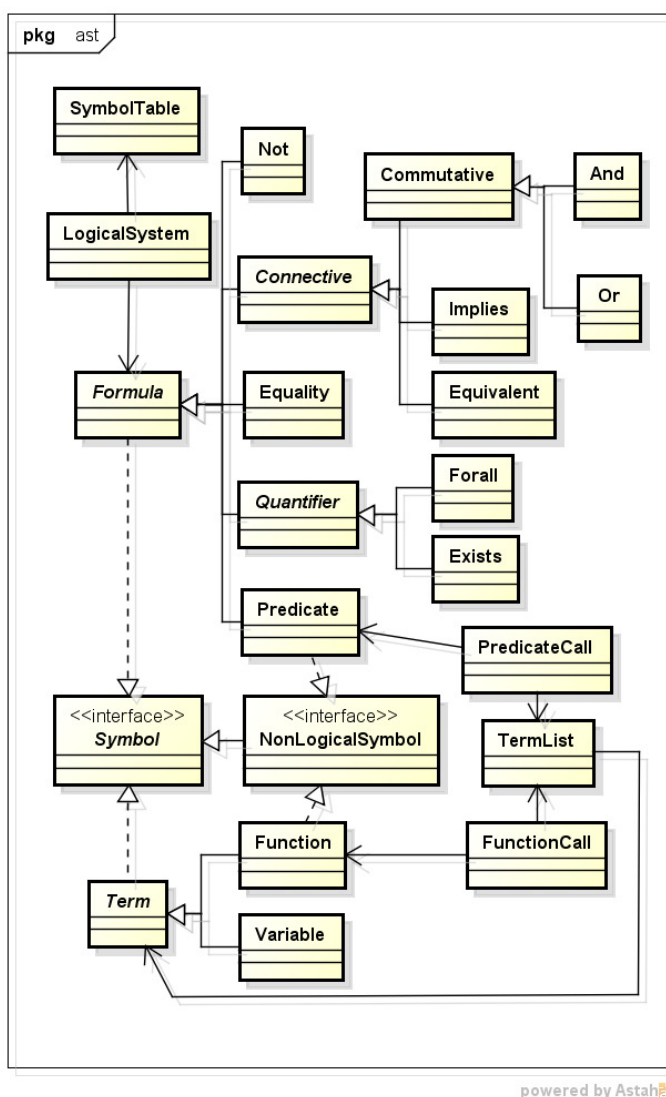 pkg ast
SymbolTable
Not
Commutative
And
LogicalSystem
Connective
Implies
Or
Formula
Equality
Equivalent
Quantifier
Forall
Exists
Predicate
PredicateCall
<<interface>>
Symbol
<<interface>>
NonLogicalSymbol
TermList
Function
FunctionCall
Term
Variable
powered by Astah